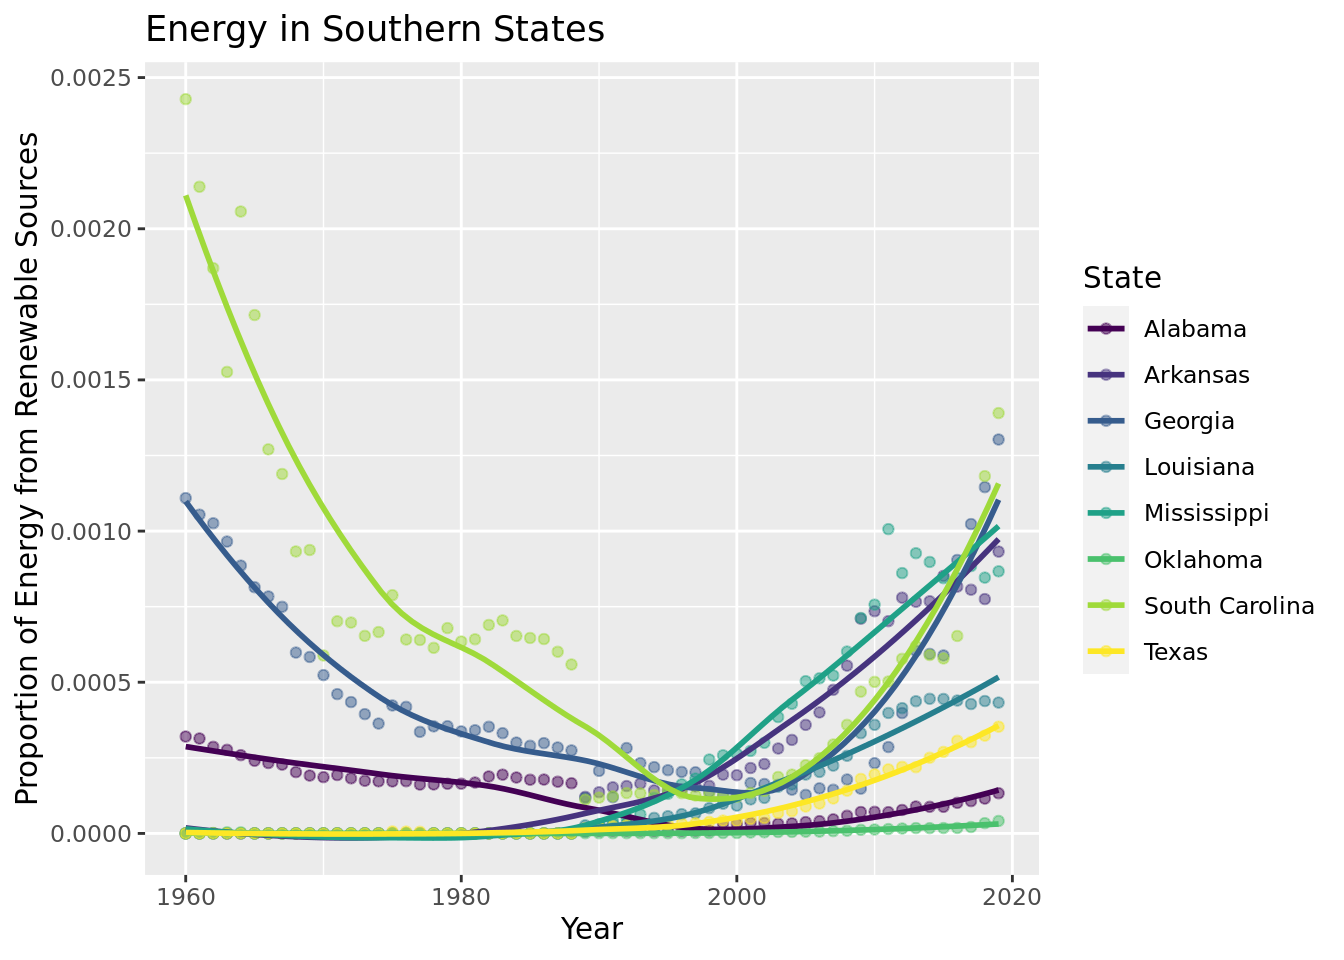 Energy in Southern States
Proportion of Energy from Renewable Sources
0.0025
0.0020
0.0015
0.0010
0.0005
0.0000
1960
1980
2000
2020
Year
State
Alabama
Arkansas
Georgia
Louisiana
Mississippi
Oklahoma
South Carolina
Texas